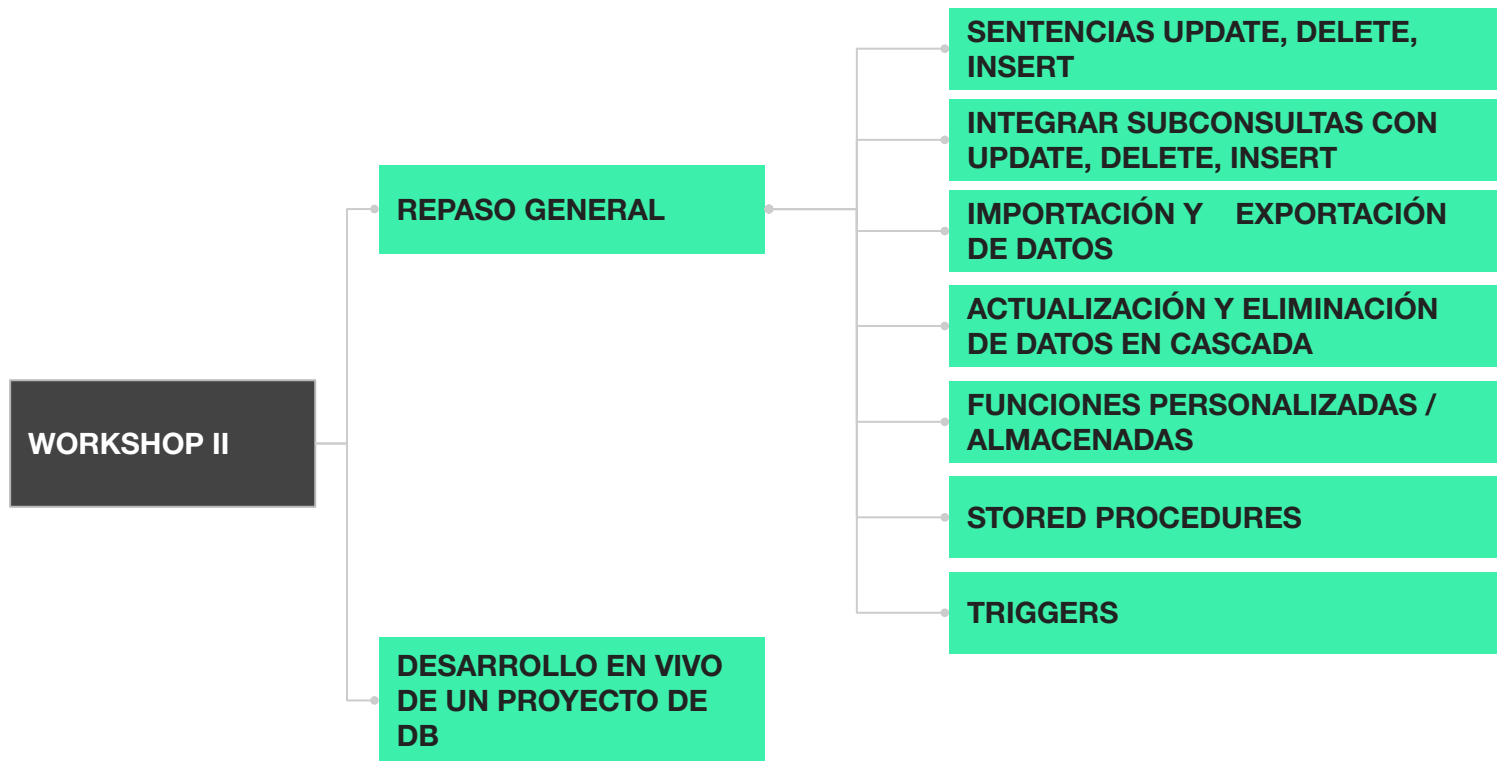 WORKSHOP II
REPASO GENERAL
SENTENCIAS UPDATE, DELETE,
INSERT
INTEGRAR SUBCONSULTAS CON
UPDATE, DELETE, INSERT
IMPORTACIÓN Y EXPORTACIÓN
DE DATOS
ACTUALIZACIÓN Y ELIMINACIÓN
DE DATOS EN CASCADA
FUNCIONES PERSONALIZADAS /
ALMACENADAS
STORED PROCEDURES
TRIGGERS
DESARROLLO EN VIVO
DE UN PROYECTO DE
DB